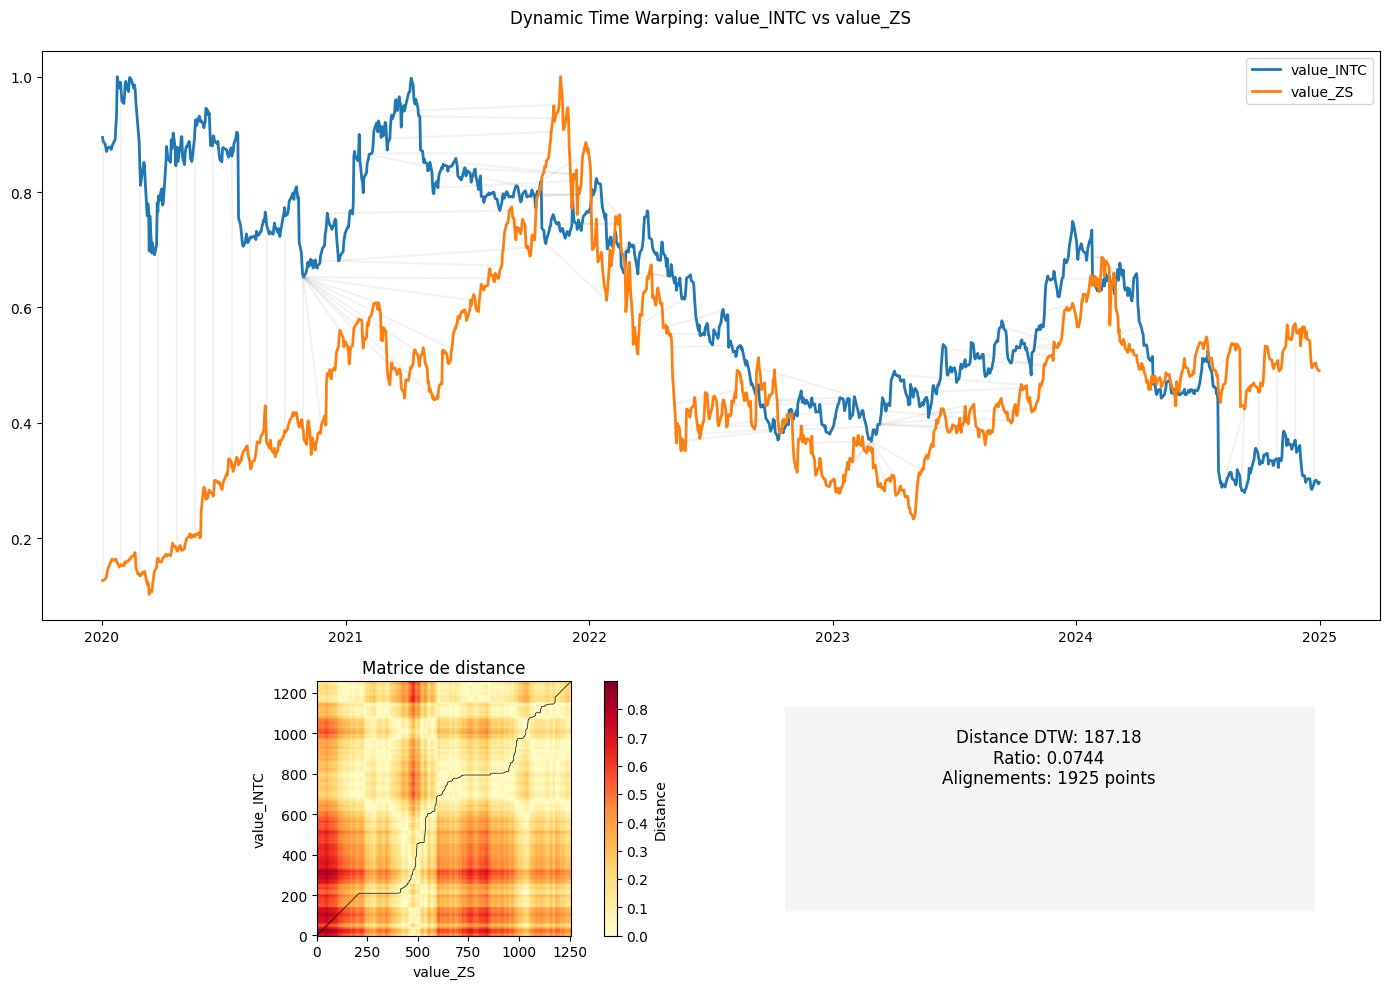 Dynamic Time Warping: value_INTC vs value_ZS
value_INTC
value_ZS
1.0
0.8
0.6
0.4
0.2
2020 2021 2022 2023 2024 2025
Matrice de distance
value_INTC
1200
1000
800
600
400
200
0
0 250 500 750 1000 1250
value_ZS
0.8
0.7
0.6
0.5
0.4
0.3
0.2
0.1
0.0
Distance
Distance DTW: 187.18
Ratio: 0.0744
Alignements: 1925 points